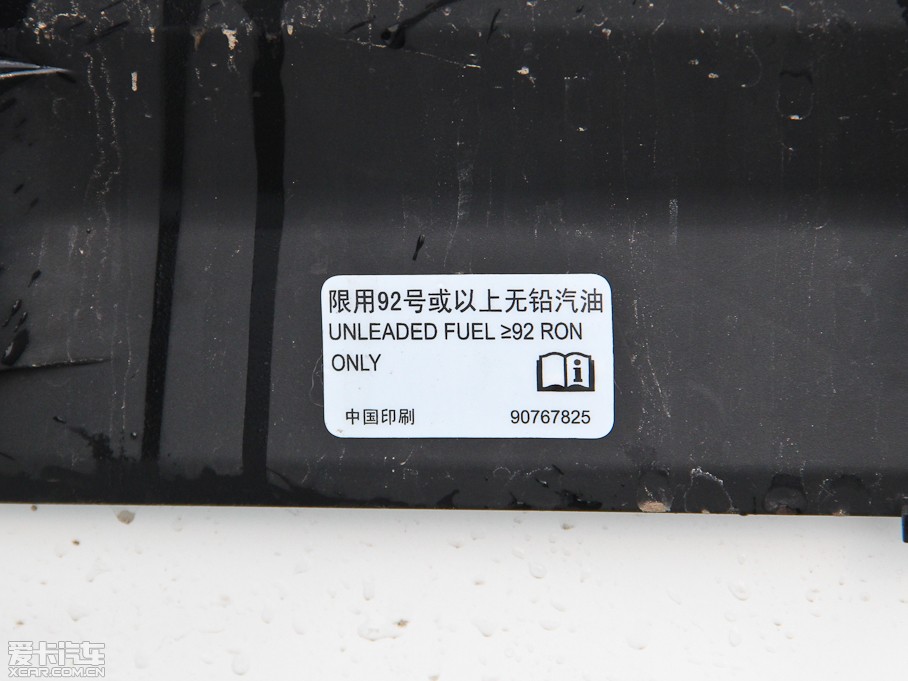 限用92号或以上无铅汽油
UNLEADED FUEL ≥92 RON
ONLY
中国印刷 90767825
爱卡汽车
XCAR.COM.CN